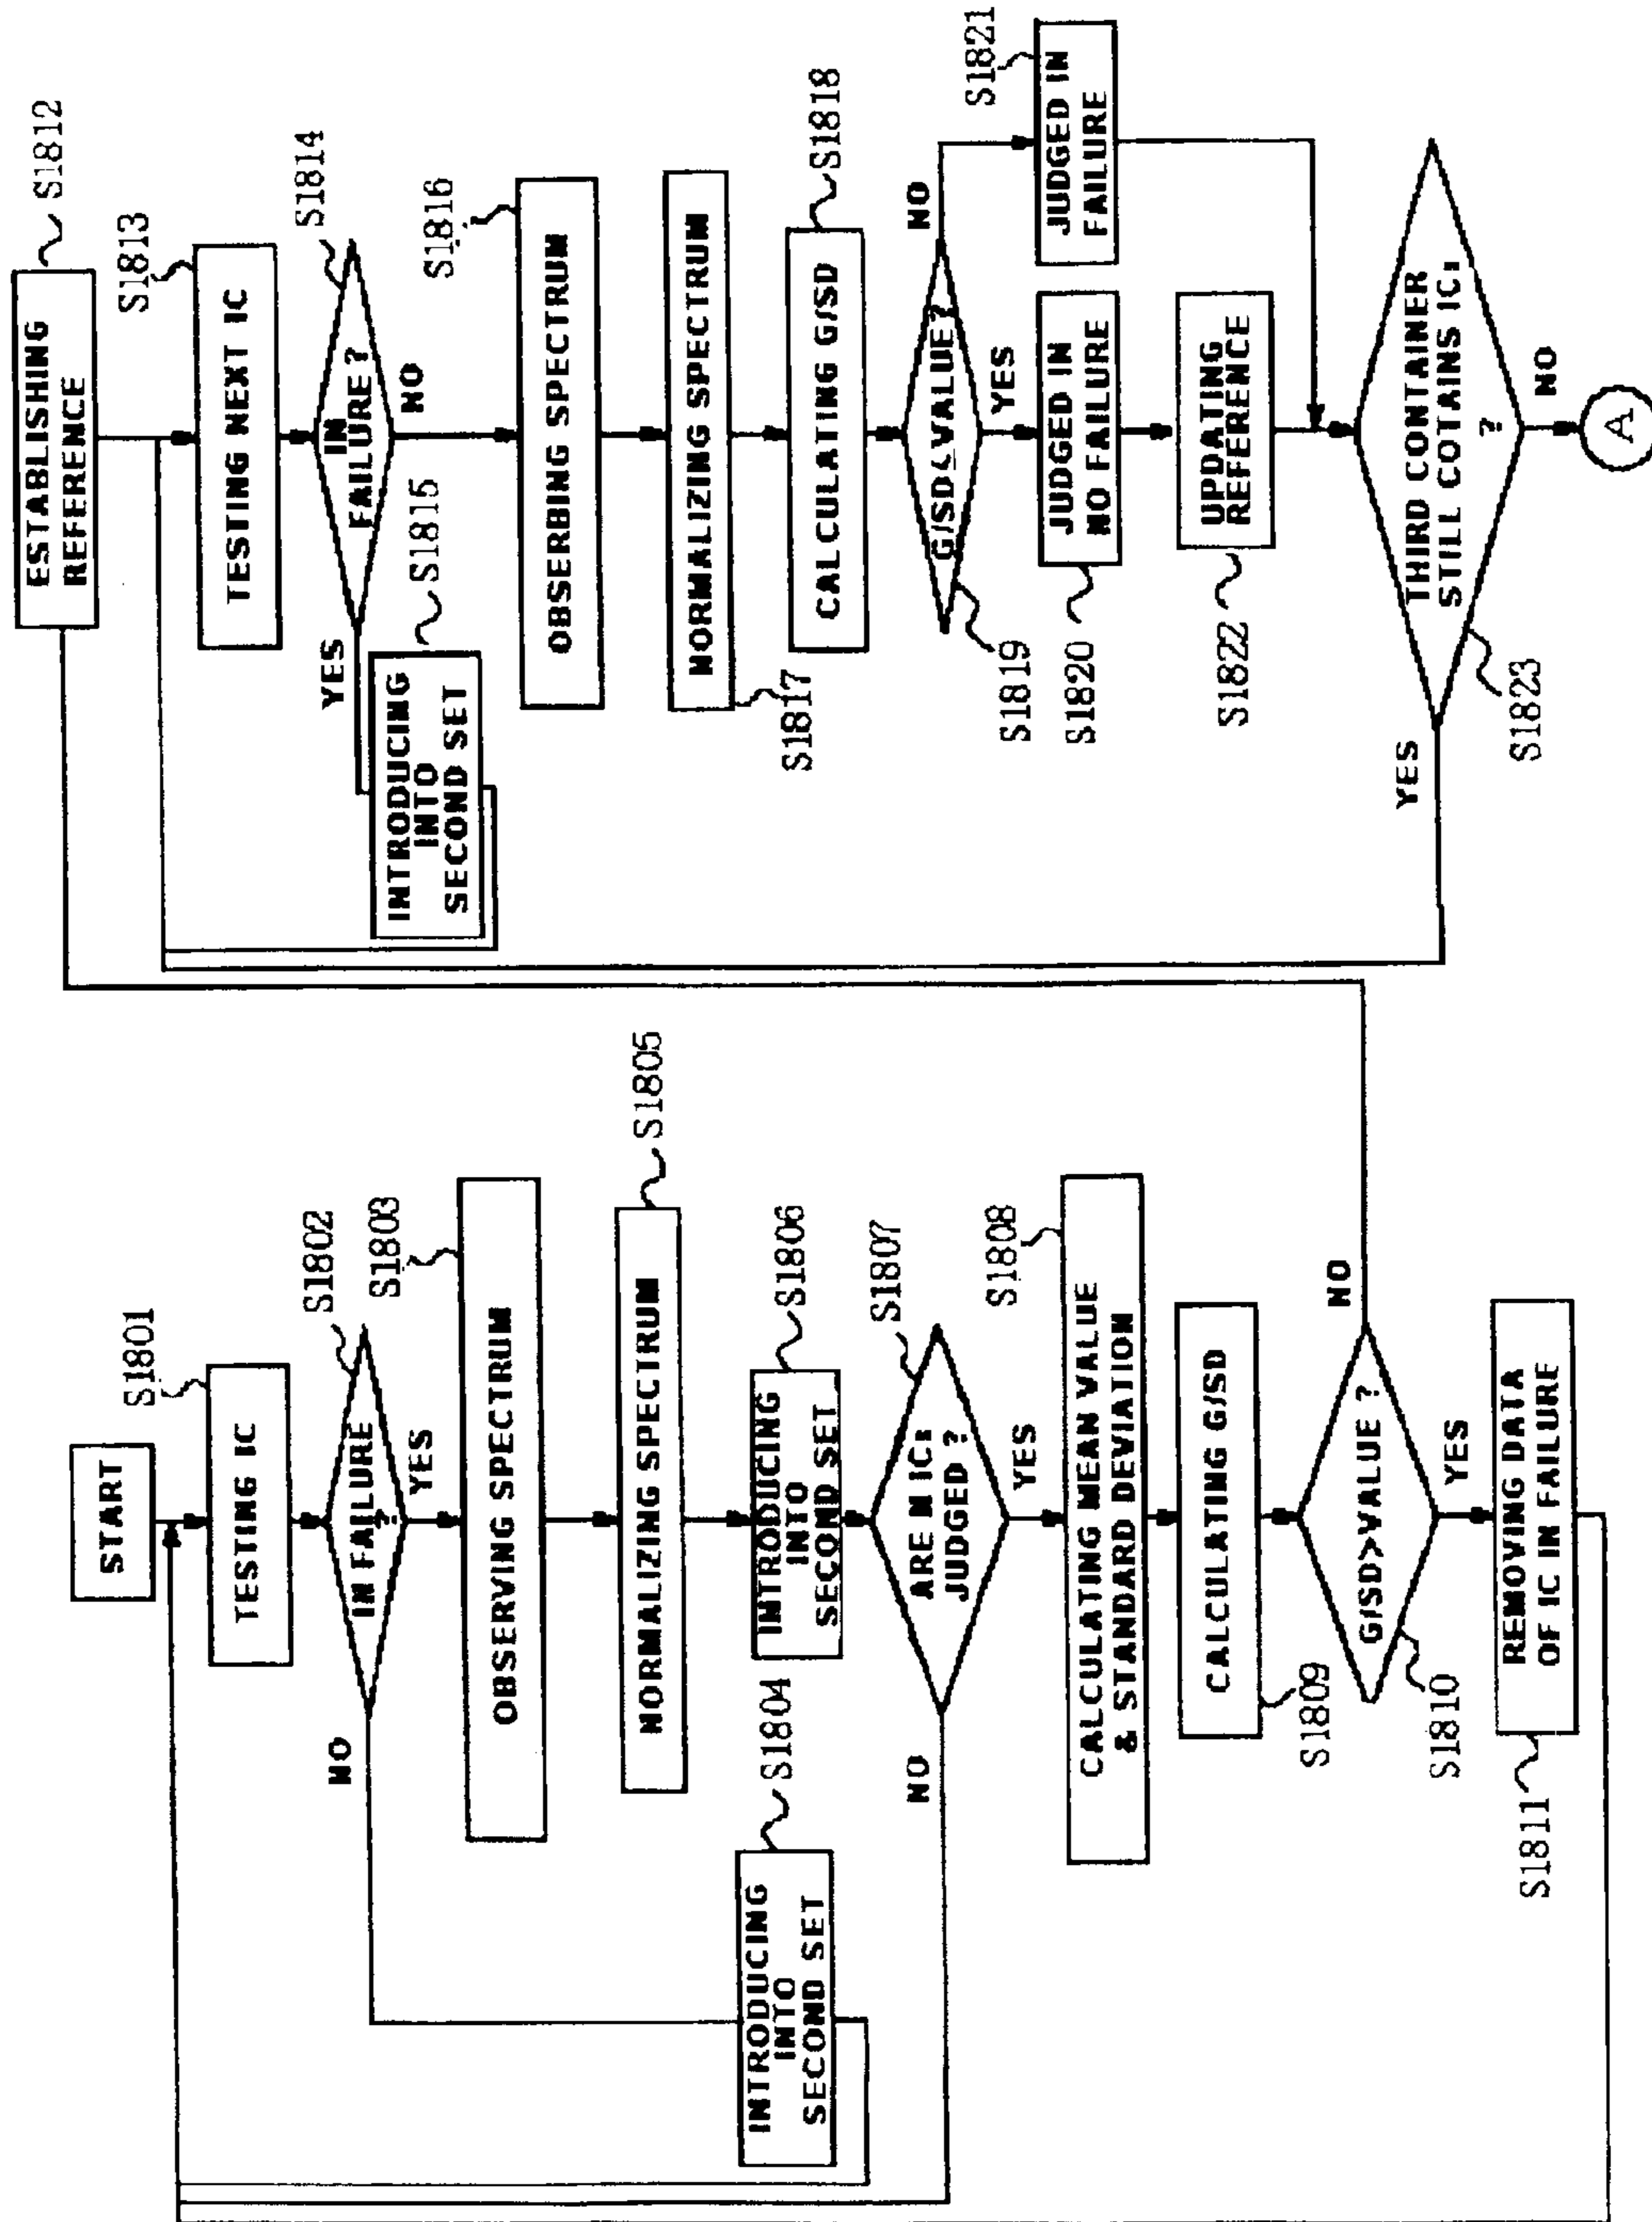 START
S1801
TESTING IC
S1802
IN FAILURE
?
NO
YES
S1803
OBSERVING SPECTRUM
S1805
NORMALIZING SPECTRUM
S1804
INTRODUCING
INTO
SECOND SET
S1806
INTRODUCING
INTO
SECOND SET
S1807
ARE M ICs
JUDGED ?
NO
YES
S1808
CALCULATING MEAN VALUE
& STANDARD DEVIATION
CALCULATING G/SD
S1809
G/SD>VALUE ?
NO
S1810
YES
REMOVING DATA
OF IC IN FAILURE
S1811
ESTABLISHING
REFERENCE
S1812
S1813
TESTING NEXT IC
S1814
IN
FAILURE ?
YES
NO
S1815
INTRODUCING
INTO
SECOND SET
S1816
OBSERBING SPECTRUM
NORMALIZING SPECTRUM
S1817
CALCULATING G/SD
S1818
G/SD≤VALUE ?
NO
S1819
YES
S1821
JUDGED IN
NO FAILURE
S1820
JUDGED IN
FAILURE
UPDATING
REFERENCE
S1822
THIRD CONTAINER
STILL COTAINS ICs
?
YES
S1823
NO
A